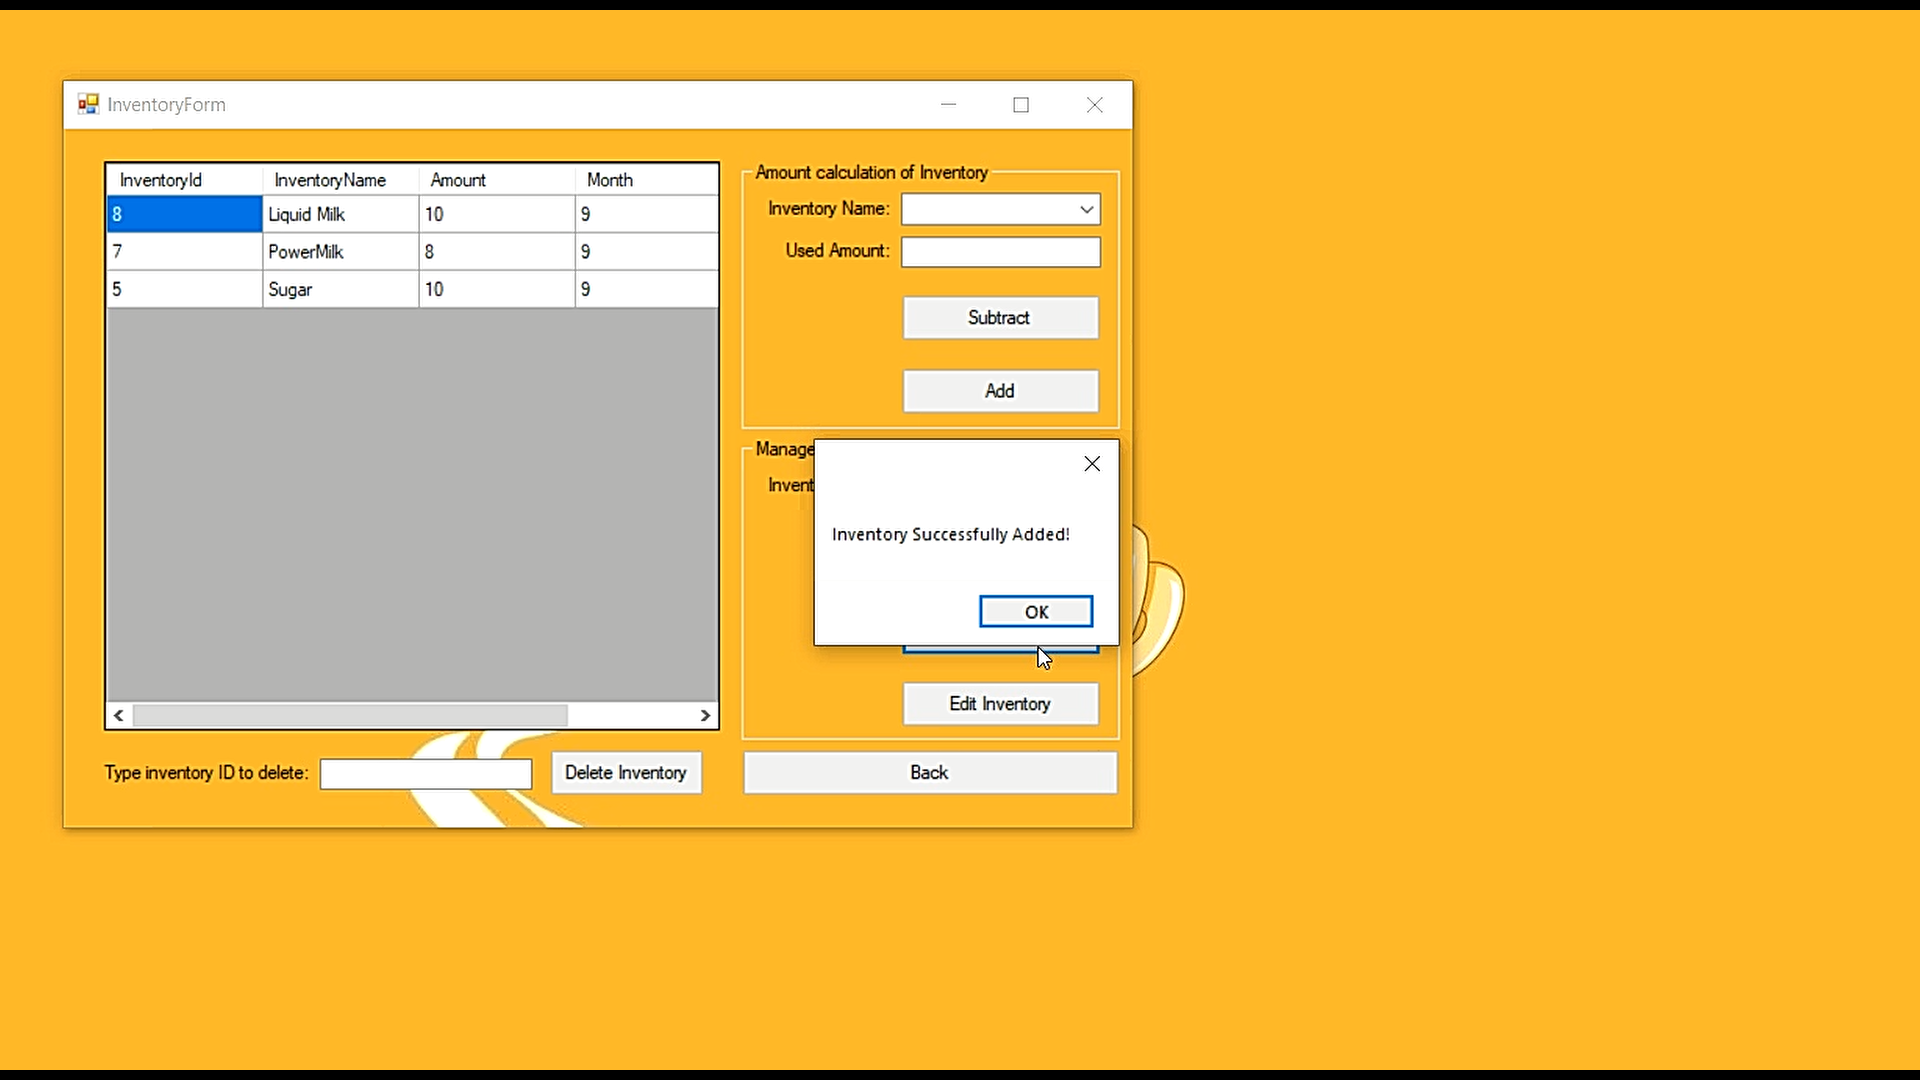 InventoryForm
InventoryId InventoryName Amount Month
8 Liquid Milk 10 9
7 PowerMilk 8 9
5 Sugar 10 9
Type inventory ID to delete:
Delete Inventory
Amount calculation of Inventory
Inventory Name:
Used Amount:
Subtract
Add
Manage
Invent
Inventory Successfully Added!
OK
Edit Inventory
Back